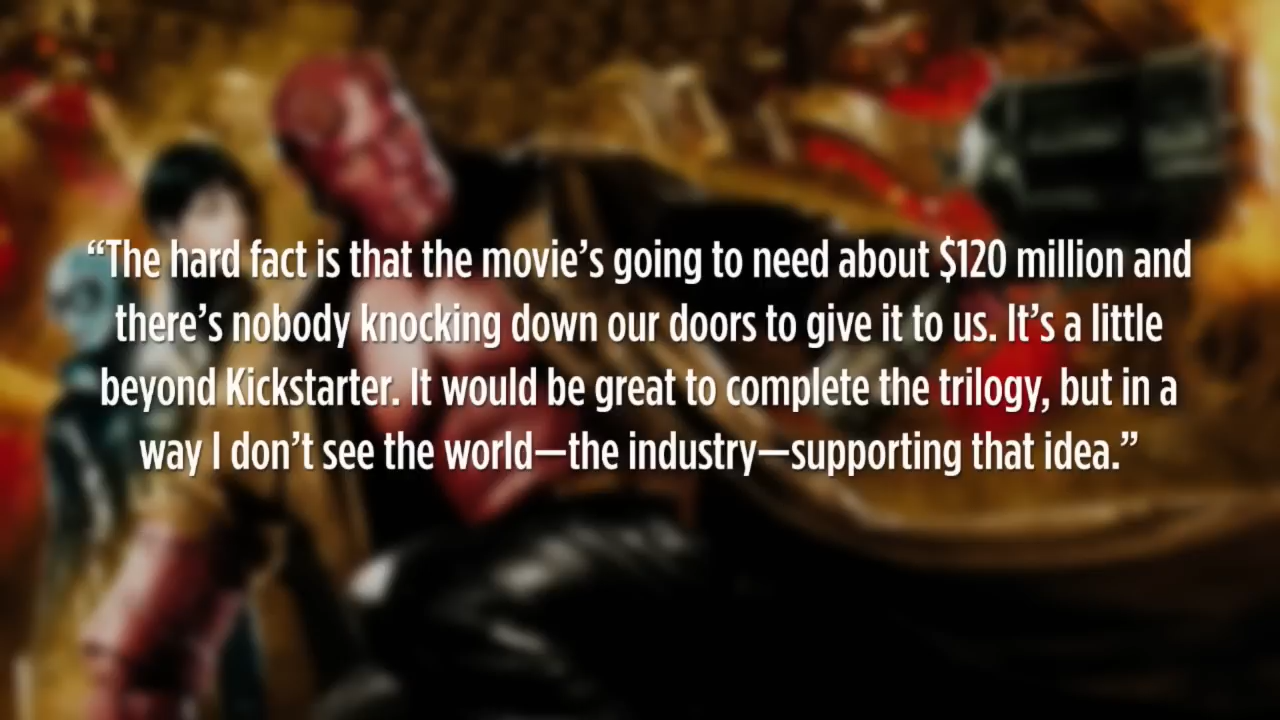 “The hard fact is that the movie’s going to need about $120 million and
there’s nobody knocking down our doors to give it to us. It’s a little
beyond Kickstarter. It would be great to complete the trilogy, but in a
way I don’t see the world—the industry—supporting that idea.”